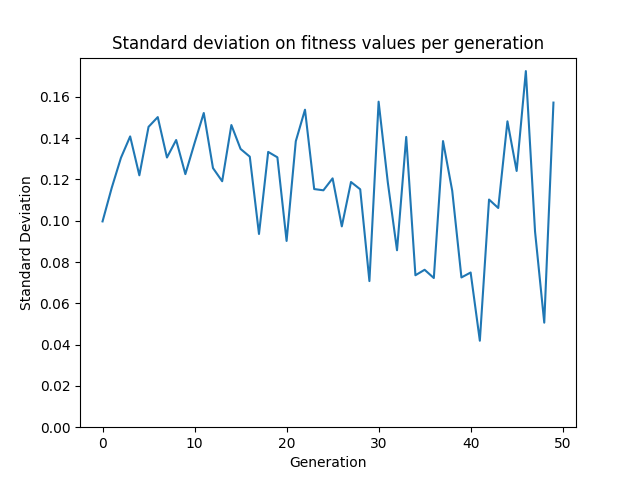 Standard deviation on fitness values per generation
Standard Deviation
0.16
0.14
0.12
0.10
0.08
0.06
0.04
0.02
0.00
0 10 20 30 40 50
Generation